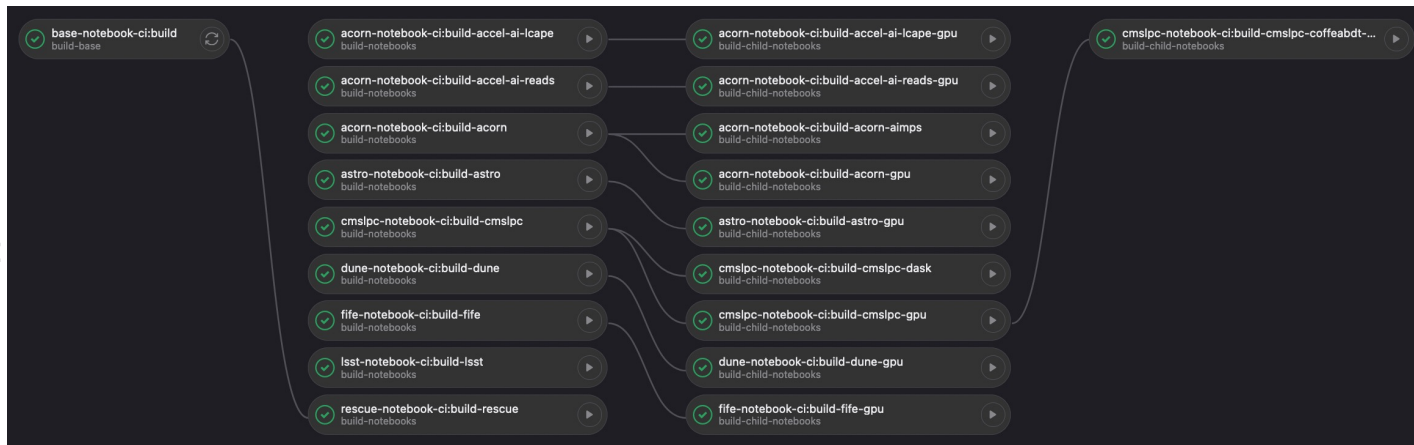 base-notebook-ci:build
build-base
acorn-notebook-ci:build-accel-ai-lcape
build-notebooks
acorn-notebook-ci:build-accel-ai-reads
build-notebooks
acorn-notebook-ci:build-acorn
build-notebooks
astro-notebook-ci:build-astro
build-notebooks
cmslpc-notebook-ci:build-cmslpc
build-notebooks
dune-notebook-ci:build-dune
build-notebooks
fife-notebook-ci:build-fife
build-notebooks
lsst-notebook-ci:build-lsst
build-notebooks
rescue-notebook-ci:build-rescue
build-notebooks
acorn-notebook-ci:build-accel-ai-lcape-gpu
build-child-notebooks
acorn-notebook-ci:build-accel-ai-reads-gpu
build-child-notebooks
acorn-notebook-ci:build-acorn-aimps
build-child-notebooks
acorn-notebook-ci:build-acorn-gpu
build-child-notebooks
astro-notebook-ci:build-astro-gpu
build-child-notebooks
cmslpc-notebook-ci:build-cmslpc-dask
build-child-notebooks
cmslpc-notebook-ci:build-cmslpc-gpu
build-child-notebooks
dune-notebook-ci:build-dune-gpu
build-child-notebooks
fife-notebook-ci:build-fife-gpu
build-child-notebooks
cmslpc-notebook-ci:build-cmslpc-coffeabdt-...
build-child-notebooks